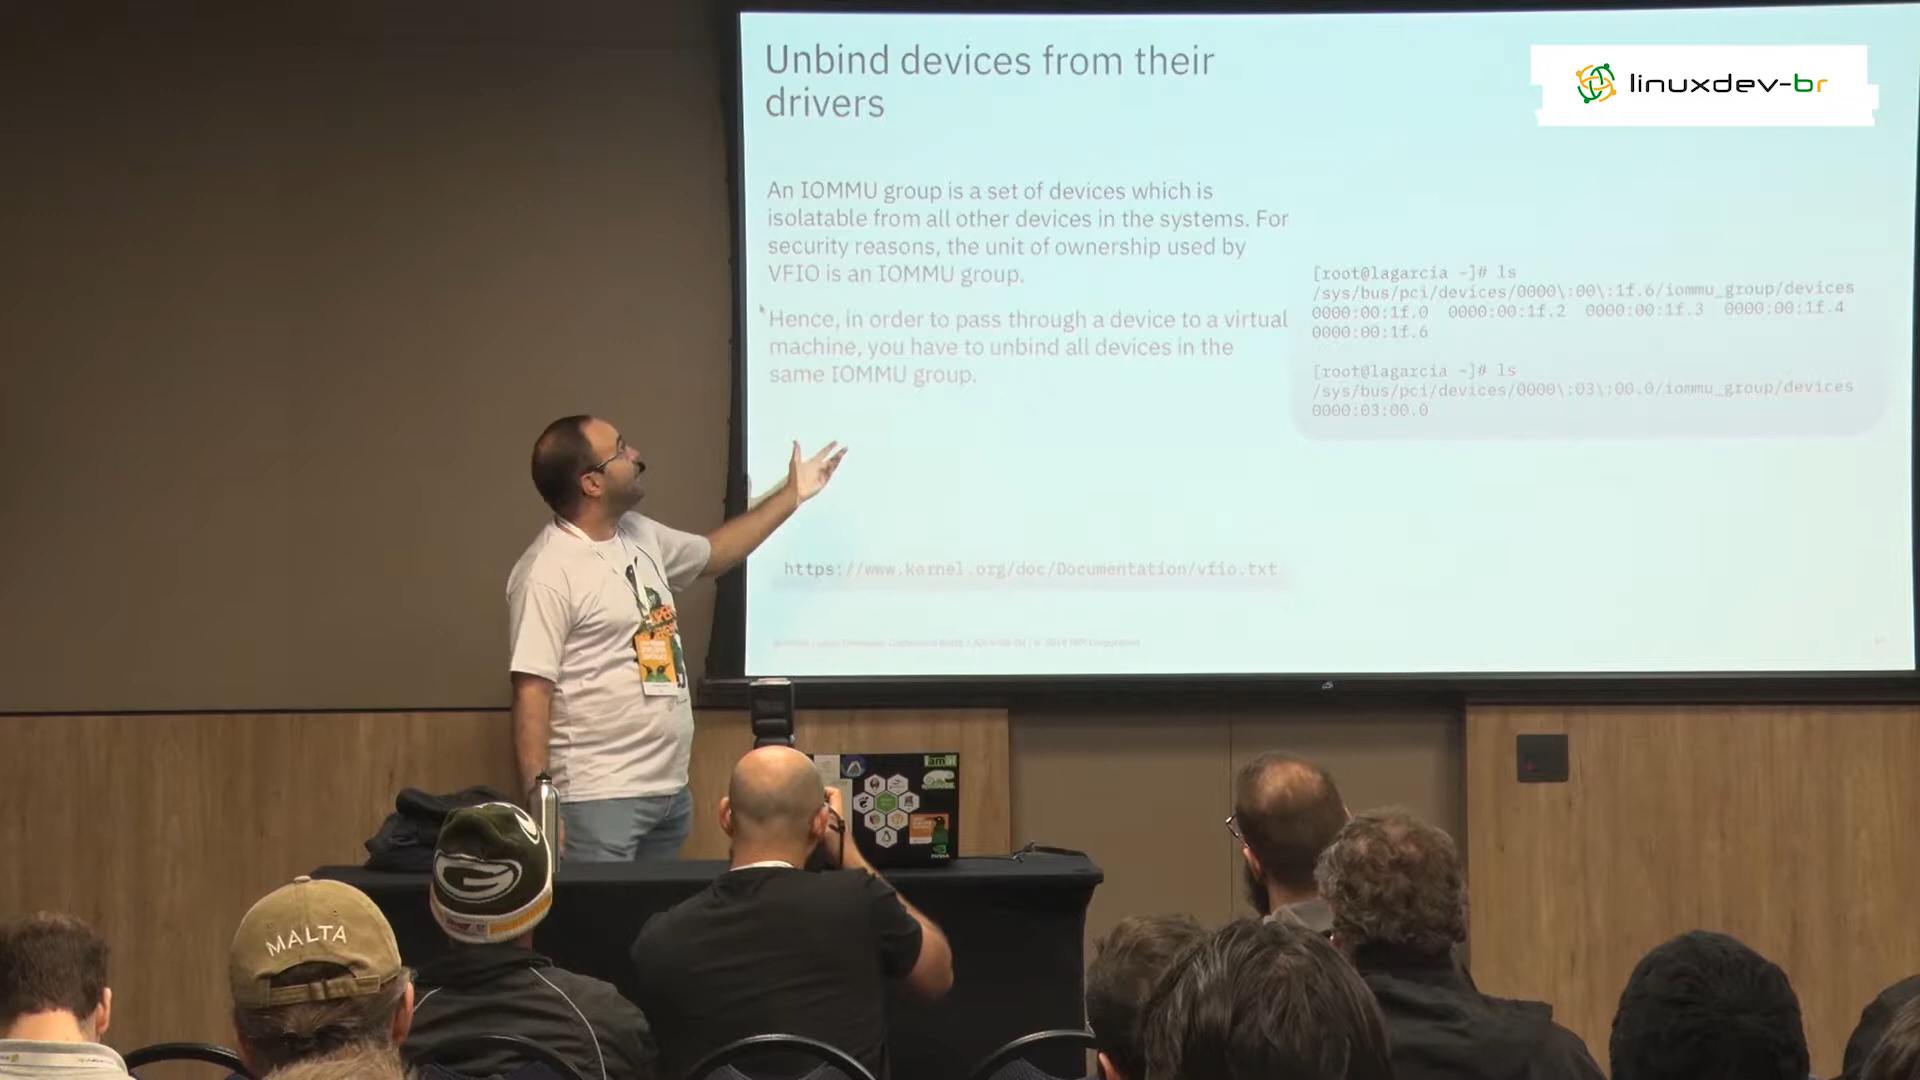 Unbind devices from their
drivers
linuxdev-br
An IOMMU group is a set of devices which is
isolatable from all other devices in the systems. For
security reasons, the unit of ownership used by
VFIO is an IOMMU group.
Hence, in order to pass through a device to a virtual
machine, you have to unbind all devices in the
same IOMMU group.
[root@lagarcia ~]# ls
/sys/bus/pci/devices/0000\:00\:1f.6/iommu_group/devices
0000:00:1f.0 0000:00:1f.2 0000:00:1f.3 0000:00:1f.4
0000:00:1f.6
[root@lagarcia ~]# ls
/sys/bus/pci/devices/0000\:03\:00.0/iommu_group/devices
0000:03:00.0
https://www.kernel.org/doc/Documentation/vfio.txt
MALTA
G